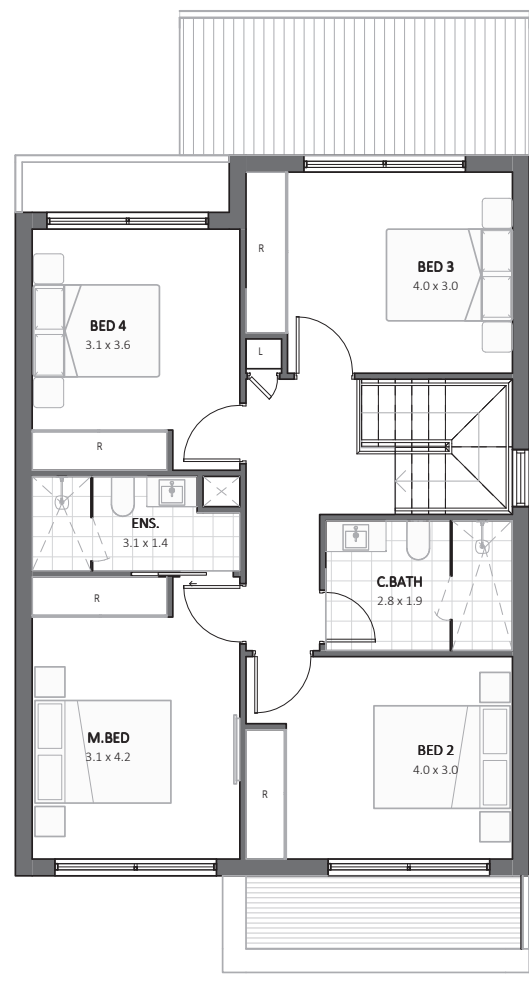 R
BED 3
4.0 x 3.0
BED 4
3.1 x 3.6
L
R
ENS.
3.1 x 1.4
C.BATH
2.8 x 1.9
R
M.BED
3.1 x 4.2
BED 2
4.0 x 3.0
R